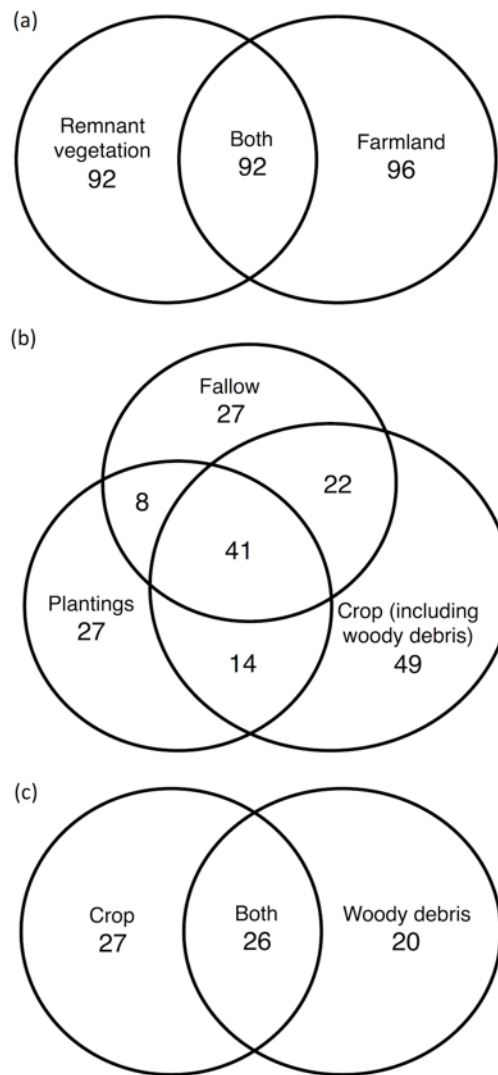 (a)
Remnant
vegetation
92
Both
92
Farmland
96
(b)
Fallow
27
8
22
41
Plantings
27
14
Crop (including
woody debris)
49
(c)
Crop
27
Both
26
Woody debris
20